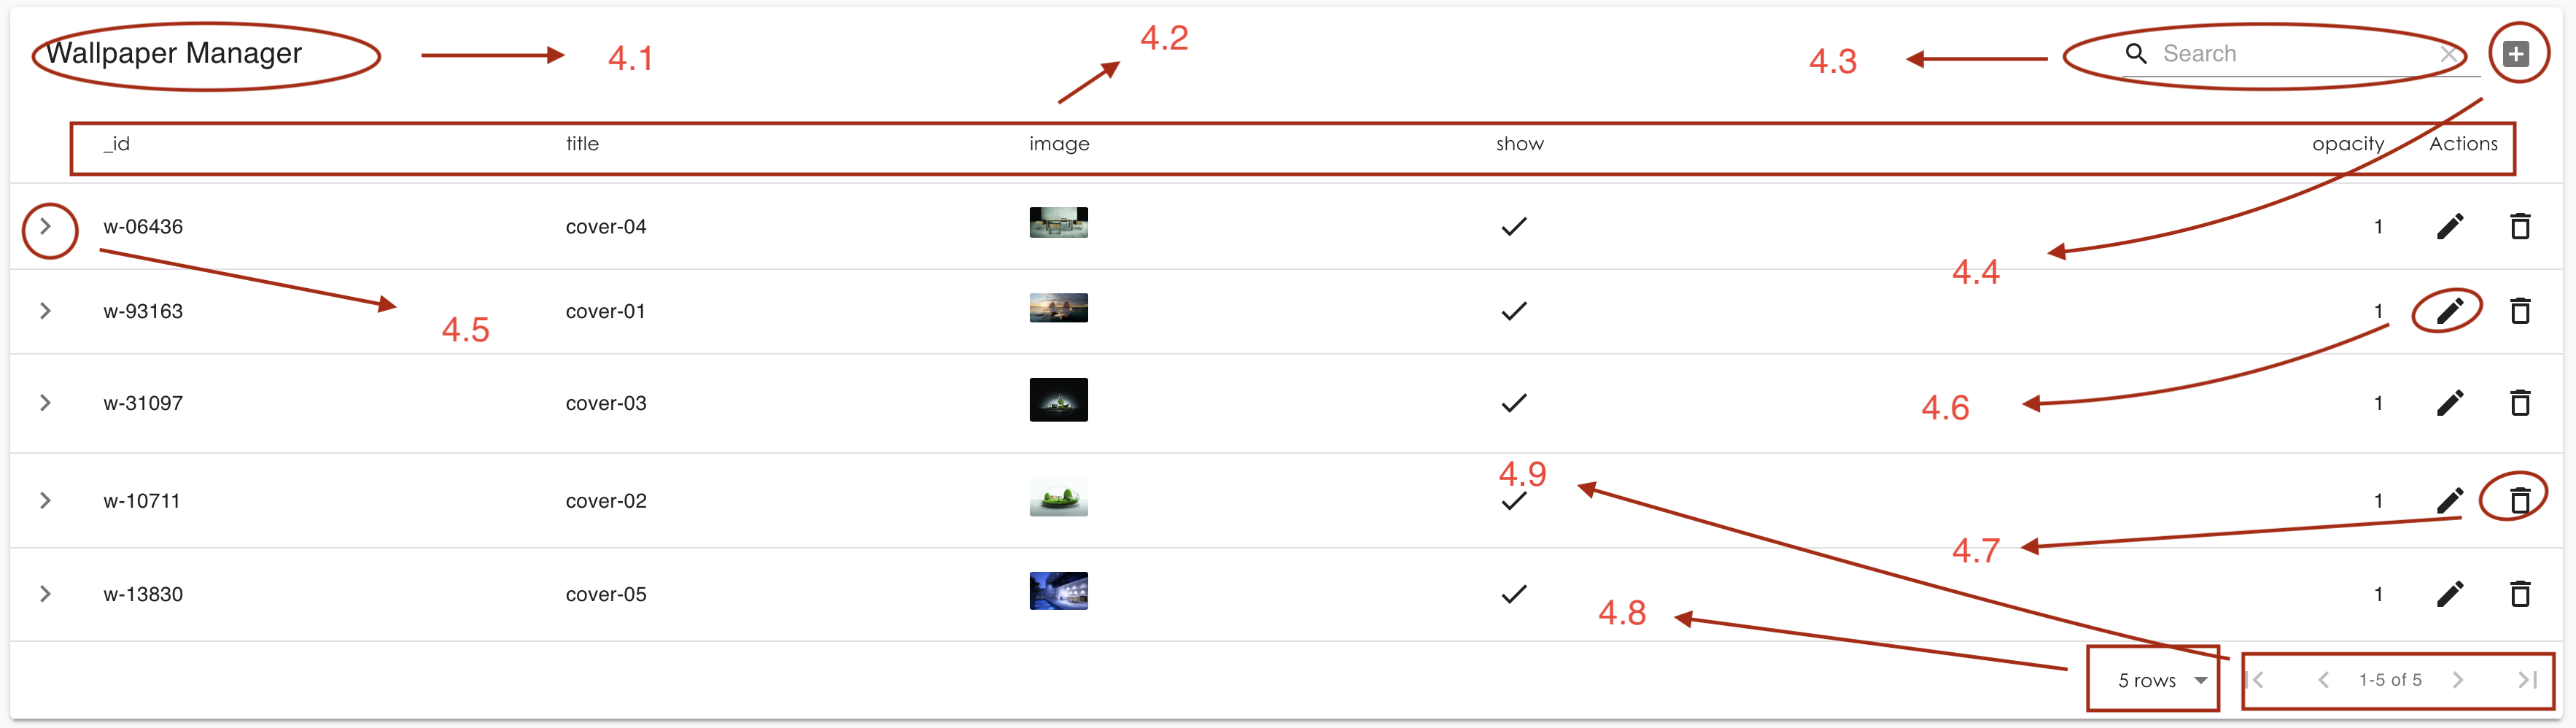 Wallpaper Manager 4.1 4.2 4.3 Search
_id title image show opacity Actions
w-06436 cover-04 1
4.4
w-93163 cover-01 1
4.5
w-31097 cover-03 1
4.6
4.9
w-10711 cover-02 1
4.7
w-13830 cover-05 1
4.8
5 rows 1-5 of 5